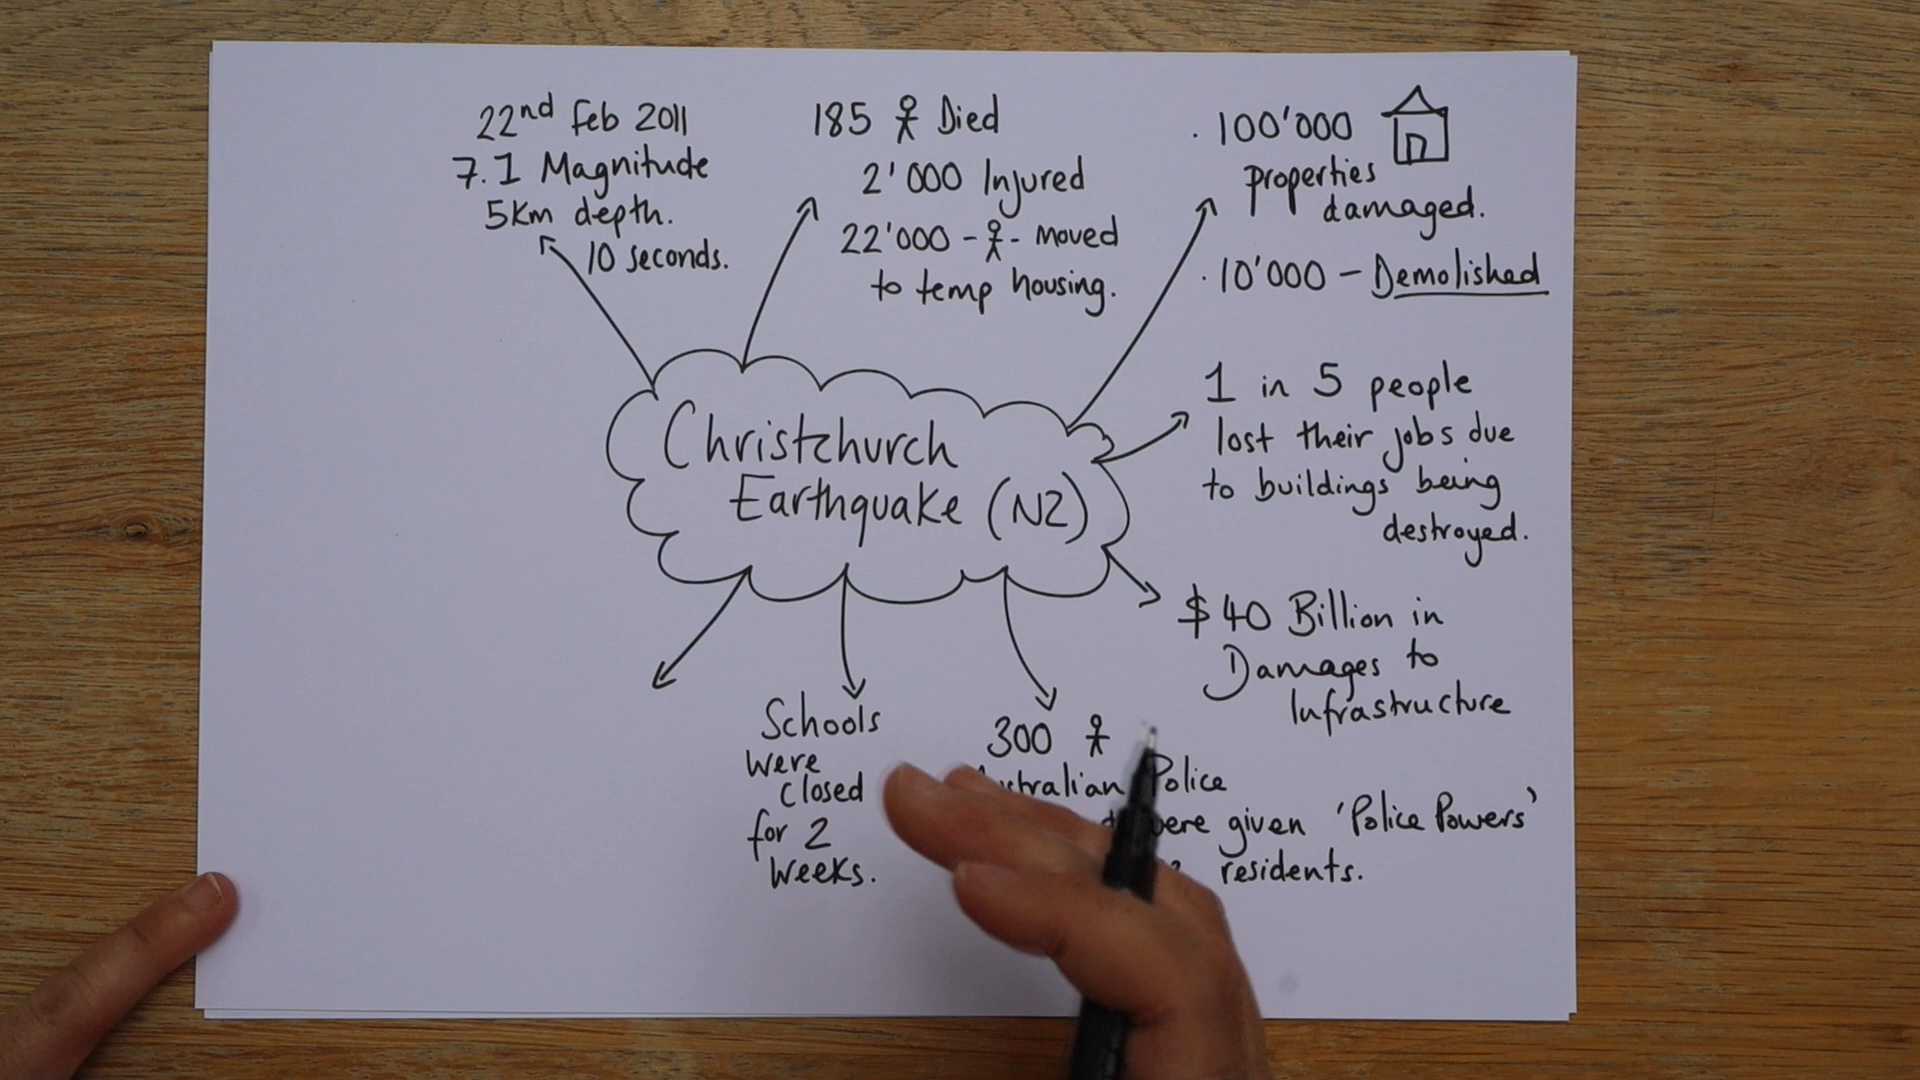 22nd Feb 2011
7.1 Magnitude
5km depth.
10 seconds.
185 Died
2'000 Injured
22'000 - - moved
to temp housing.
. 100'000
properties
damaged.
. 10'000 - Demolished
Christchurch
Earthquake (NZ)
1 in 5 people
lost their jobs due
to buildings being
destroyed.
$40 Billion in
Damages to
Infrastructure
Schools
were
closed
for 2
weeks.
300
Police
given 'Police Powers'
residents.